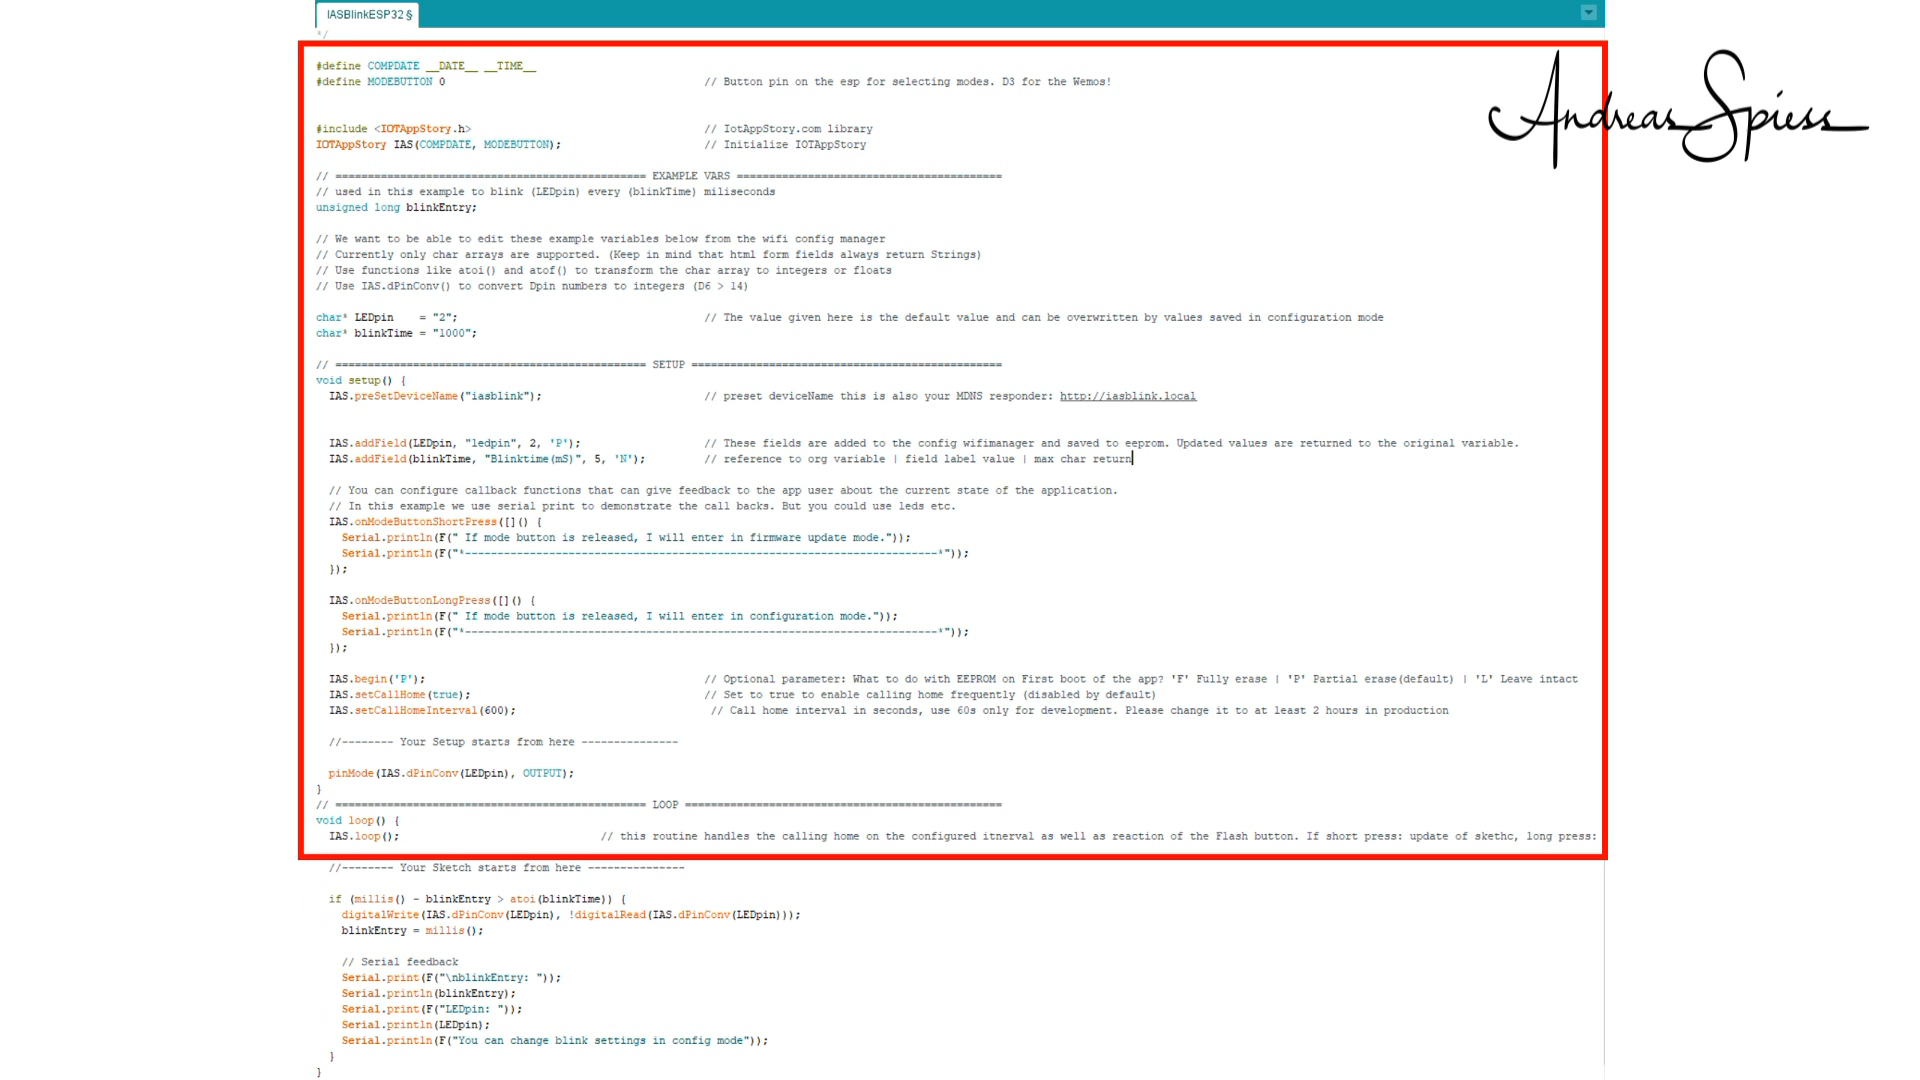 IASBlinkESP32 §
*/
#define COMPDATE __DATE__ __TIME__
#define MODEBUTTON 0 // Button pin on the esp for selecting modes. D3 for the Wemos!
#include <IOTAppStory.h> // IotAppStory.com library
IOTAppStory IAS(COMPDATE, MODEBUTTON); // Initialize IOTAppStory
// ================================================ EXAMPLE VARS =========================================
// used in this example to blink (LEDpin) every (blinkTime) miliseconds
unsigned long blinkEntry;
// We want to be able to edit these example variables below from the wifi config manager
// Currently only char arrays are supported. (Keep in mind that html form fields always return Strings)
// Use functions like atoi() and atof() to transform the char array to integers or floats
// Use IAS.dPinConv() to convert Dpin numbers to integers (D6 > 14)
char* LEDpin    = "2"; // The value given here is the default value and can be overwritten by values saved in configuration mode
char* blinkTime = "1000";
// ================================================ SETUP ================================================
void setup() {
IAS.preSetDeviceName("iasblink"); // preset deviceName this is also your MDNS responder: http://iasblink.local
IAS.addField(LEDpin, "ledpin", 2, 'P'); // These fields are added to the config wifimanager and saved to eeprom. Updated values are returned to the original variable.
IAS.addField(blinkTime, "Blinktime(mS)", 5, 'N'); // reference to org variable | field label value | max char return
// You can configure callback functions that can give feedback to the app user about the current state of the application.
// In this example we use serial print to demonstrate the call backs. But you could use leds etc.
IAS.onModeButtonShortPress([]() {
Serial.println(F(" If mode button is released, I will enter in firmware update mode."));
Serial.println(F("*-------------------------------------------------------------------------*"));
});
IAS.onModeButtonLongPress([]() {
Serial.println(F(" If mode button is released, I will enter in configuration mode."));
Serial.println(F("*-------------------------------------------------------------------------*"));
});
IAS.begin('P'); // Optional parameter: What to do with EEPROM on First boot of the app? 'F' Fully erase | 'P' Partial erase(default) | 'L' Leave intact
IAS.setCallHome(true); // Set to true to enable calling home frequently (disabled by default)
IAS.setCallHomeInterval(600); // Call home interval in seconds, use 60s only for development. Please change it to at least 2 hours in production
//-------- Your Setup starts from here ---------------
pinMode(IAS.dPinConv(LEDpin), OUTPUT);
}
// ================================================ LOOP =================================================
void loop() {
IAS.loop(); // this routine handles the calling home on the configured itnerval as well as reaction of the Flash button. If short press: update of skethc, long press:
//-------- Your Sketch starts from here ---------------
if (millis() - blinkEntry > atoi(blinkTime)) {
digitalWrite(IAS.dPinConv(LEDpin), !digitalRead(IAS.dPinConv(LEDpin)));
blinkEntry = millis();
// Serial feedback
Serial.print(F("\nblinkEntry: "));
Serial.println(blinkEntry);
Serial.print(F("LEDpin: "));
Serial.println(LEDpin);
Serial.println(F("You can change blink settings in config mode"));
}
}
Andreas Spiess